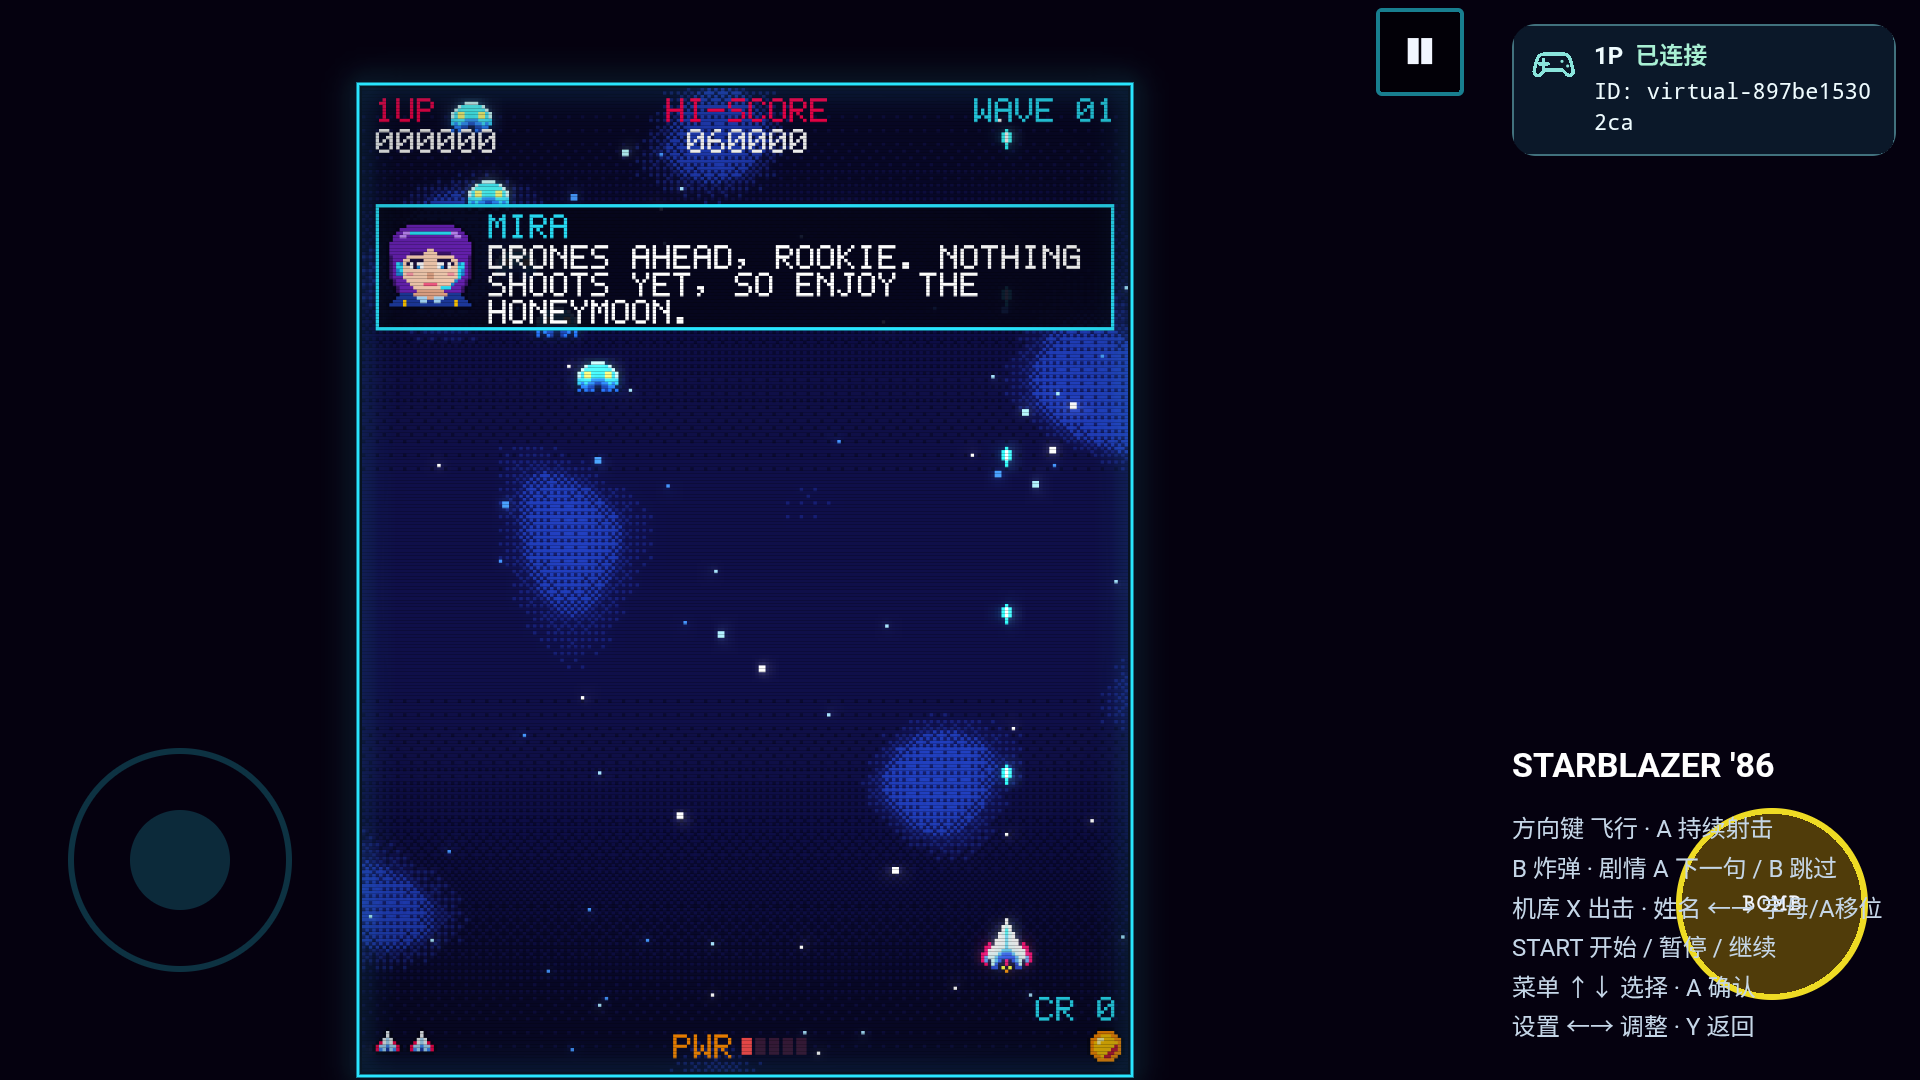 1UP
HI-SCORE
WAVE 01
000000
060000
MIRA
DRONES AHEAD, ROOKIE. NOTHING
SHOOTS YET, SO ENJOY THE
HONEYMOON.
CR 0
PWR
1P 已连接
ID: virtual-897be1530
2ca
STARBLAZER '86
方向键 飞行 · A 持续射击
B 炸弹 · 剧情 A 下一句 / B 跳过
机库 X 出击 · 姓名 ←→ 字母/A移位
BOMB
START 开始 / 暂停 / 继续
菜单 ↑↓ 选择 · A 确认
设置 ←→ 调整 · Y 返回